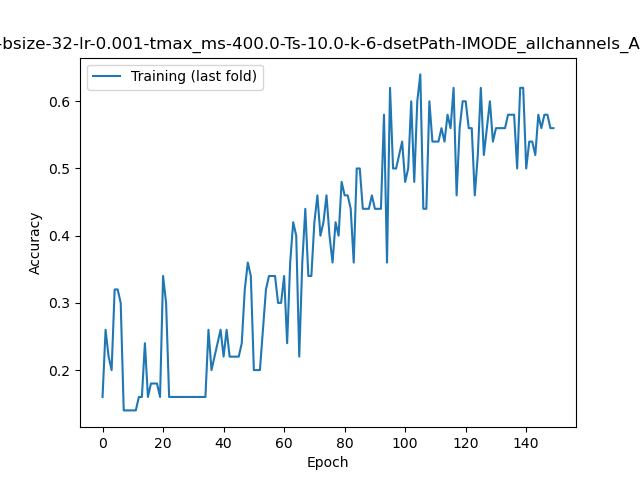 -bsize-32-lr-0.001-tmax_ms-400.0-Ts-10.0-k-6-dsetPath-IMODE_allchannels_A
Training (last fold)
0.6
0.5
0.4
0.3
0.2
Accuracy
0 20 40 60 80 100 120 140
Epoch